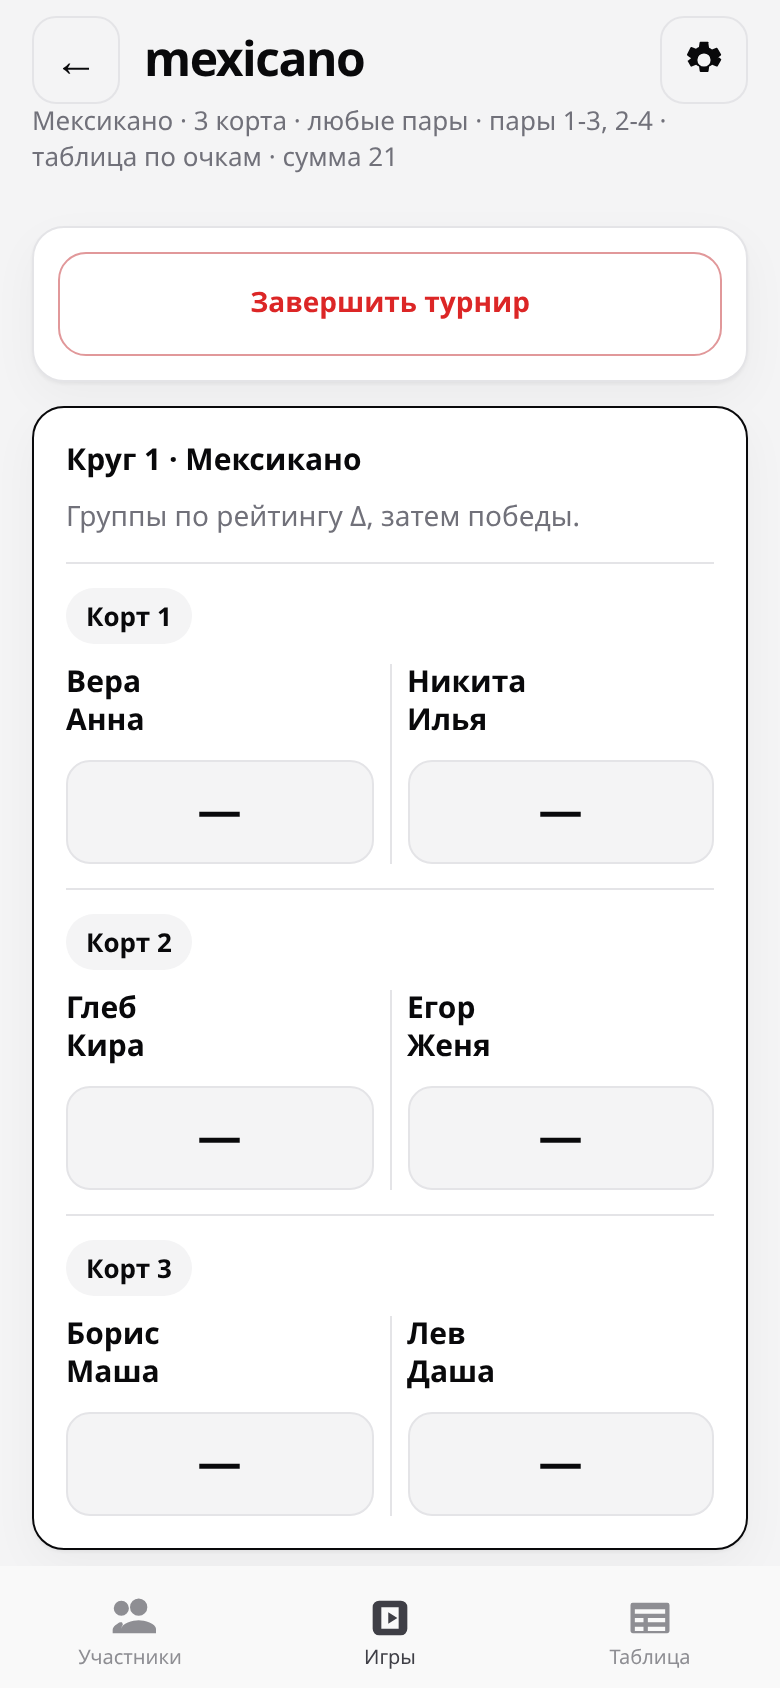 ←
mexicano
Мексикано · 3 корта · любые пары · пары 1-3, 2-4 ·
таблица по очкам · сумма 21
Завершить турнир
Круг 1 · Мексикано
Группы по рейтингу Δ, затем победы.
Корт 1
Вера
Анна
Никита
Илья
—
—
Корт 2
Глеб
Кира
Егор
Женя
—
—
Корт 3
Борис
Маша
Лев
Даша
—
—
Участники
Игры
Таблица